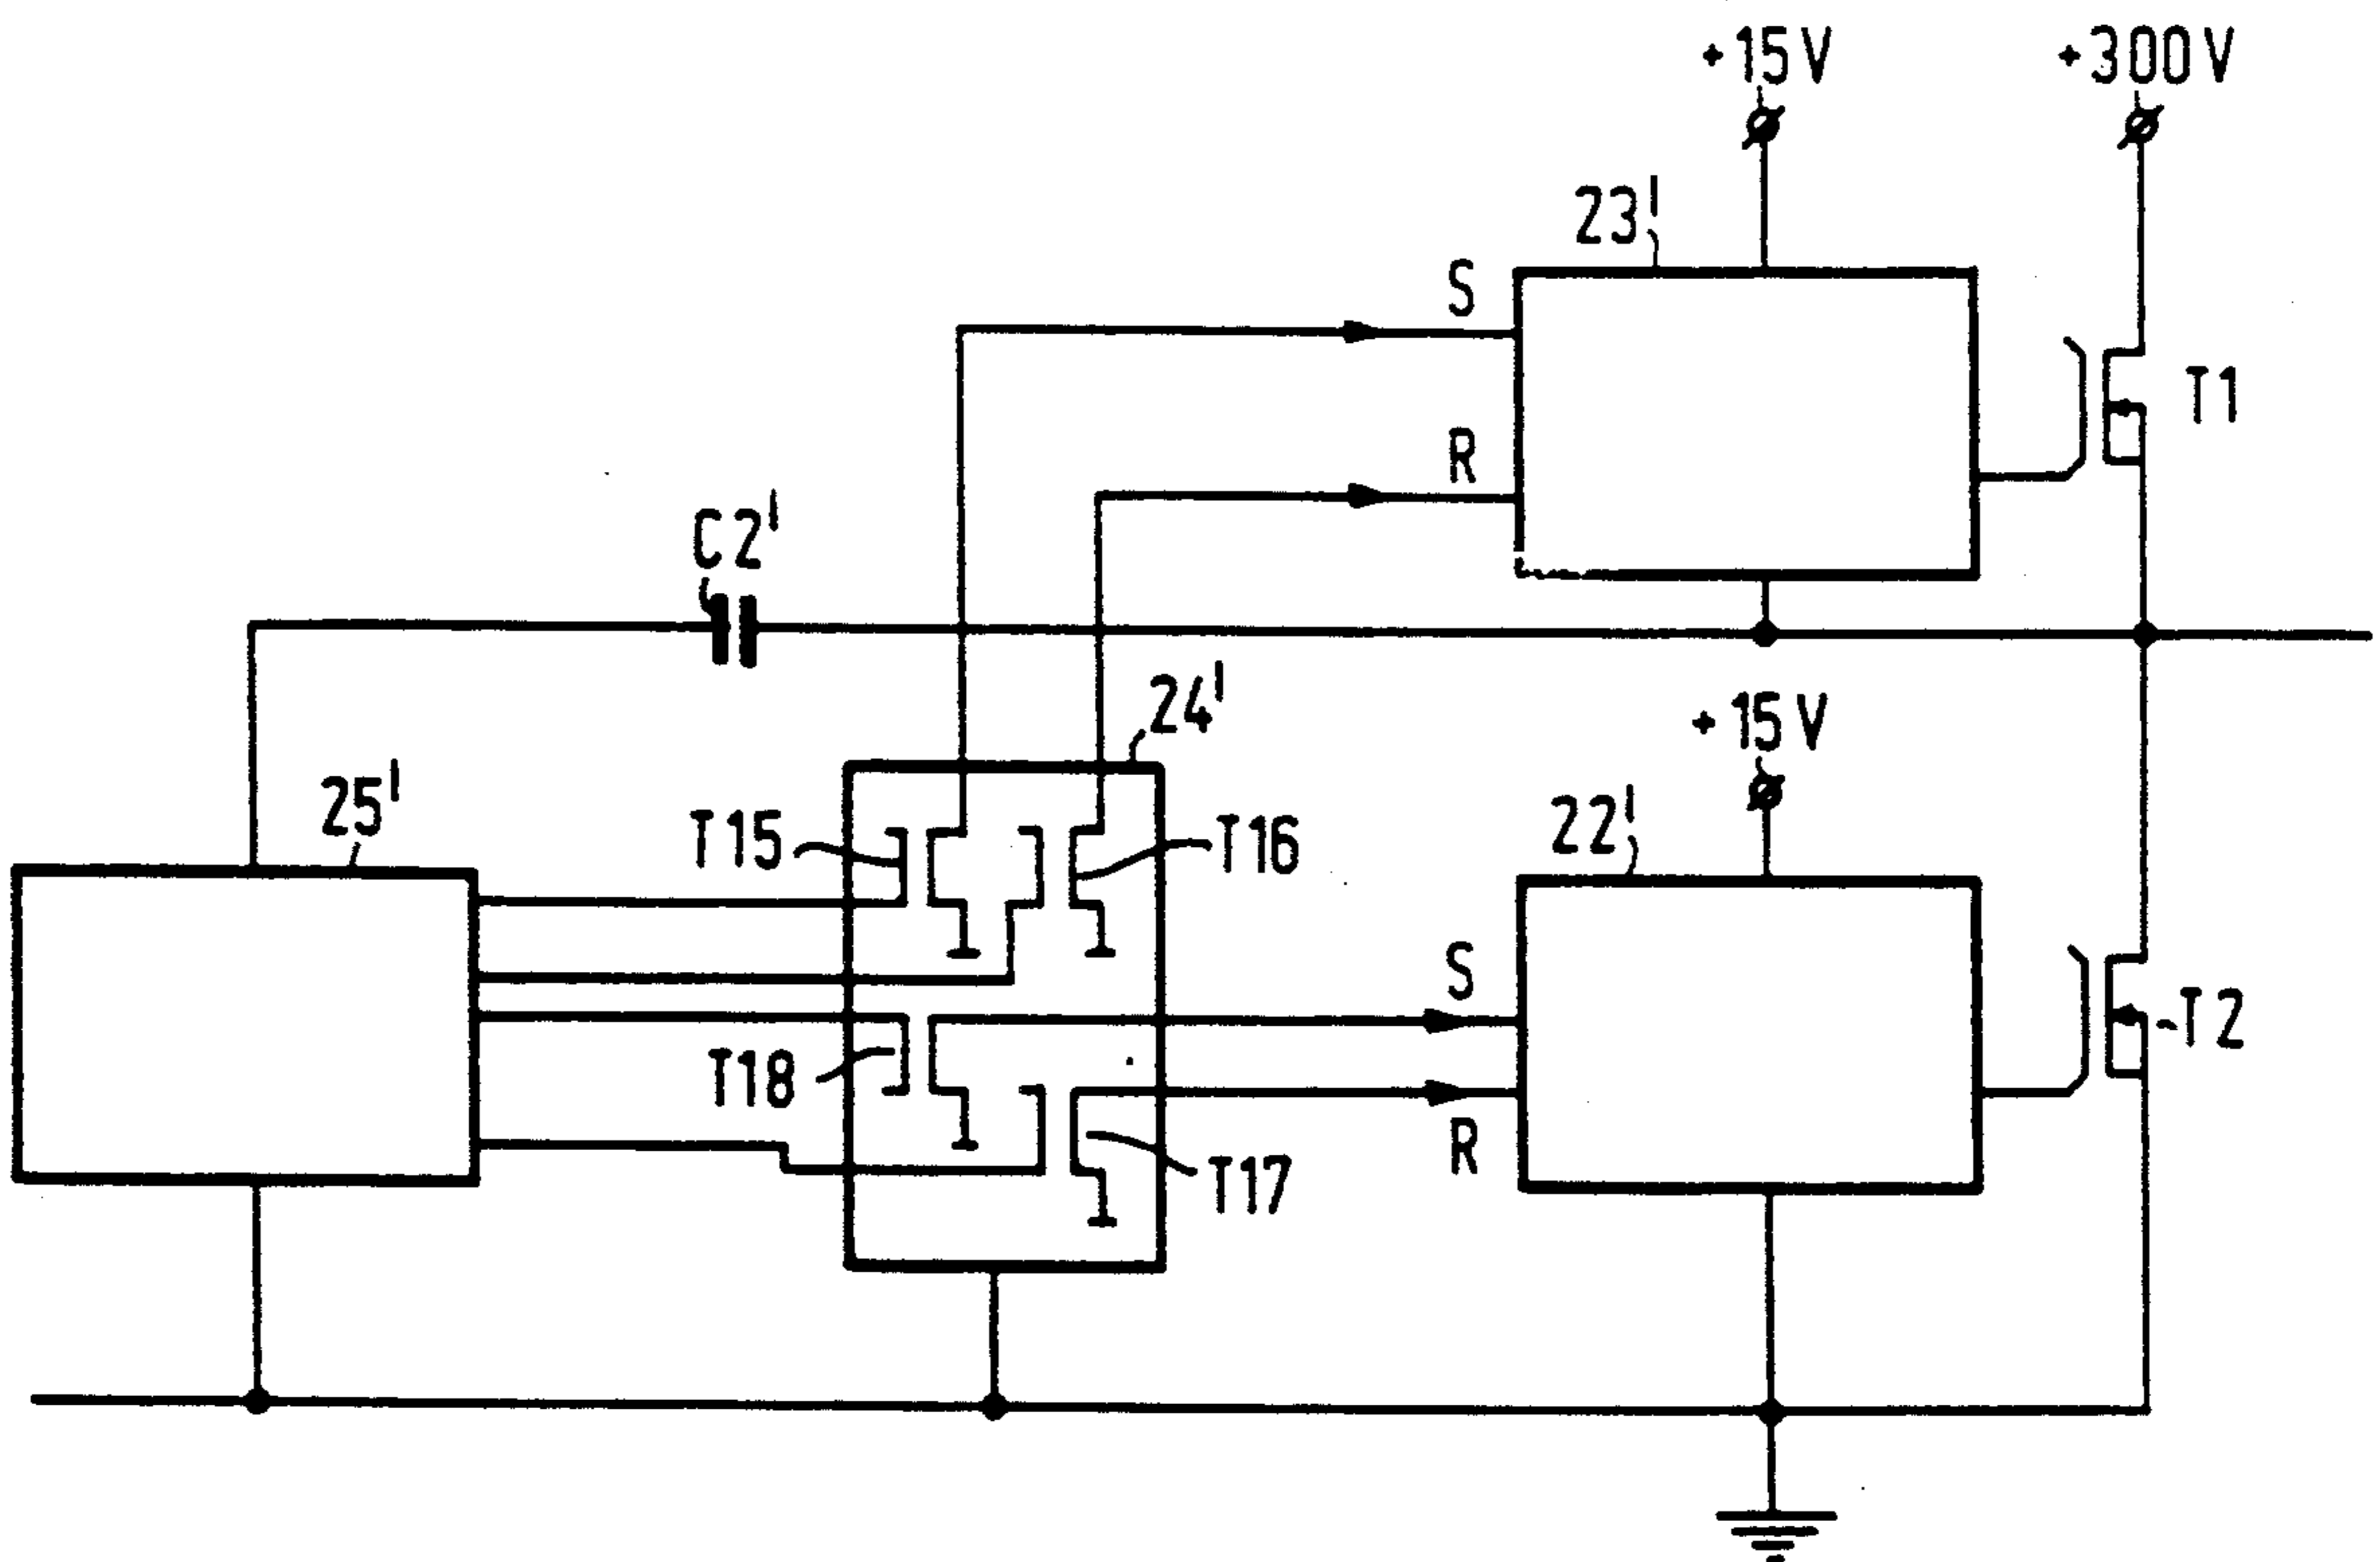 +15V
+300V
23'
S
T1
R
C2'
24'
+15V
25'
T15
T16
22'
S
T2
T18
R
T17